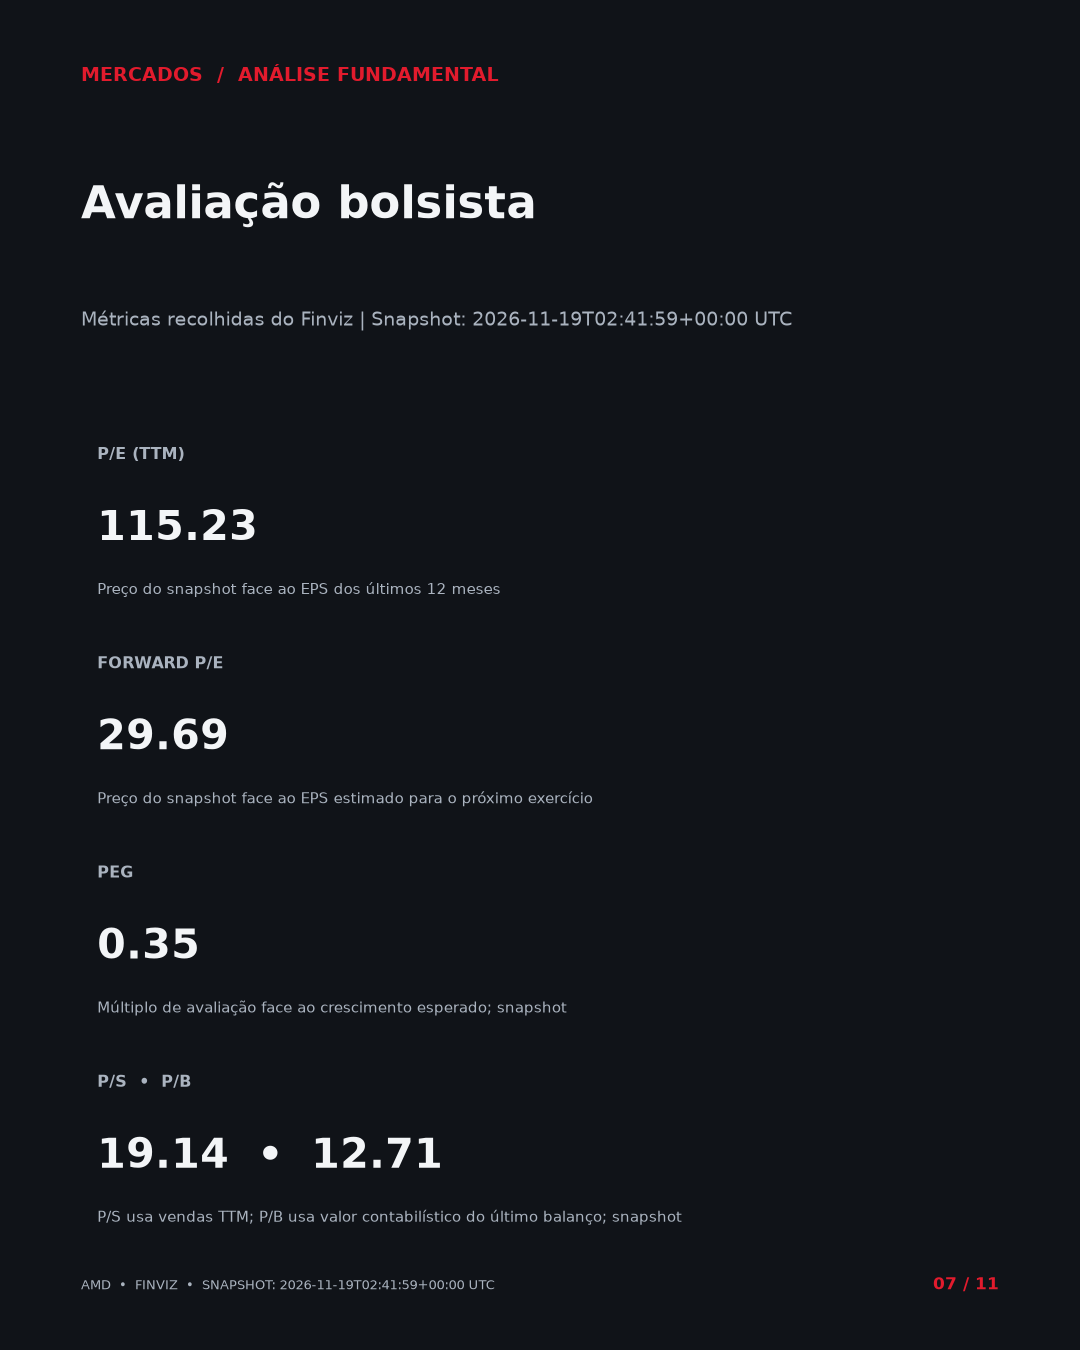 MERCADOS / ANÁLISE FUNDAMENTAL
Avaliação bolsista
Métricas recolhidas do Finviz | Snapshot: 2026-11-19T02:41:59+00:00 UTC
P/E (TTM)
115.23
Preço do snapshot face ao EPS dos últimos 12 meses
FORWARD P/E
29.69
Preço do snapshot face ao EPS estimado para o próximo exercício
PEG
0.35
Múltiplo de avaliação face ao crescimento esperado; snapshot
P/S • P/B
19.14 • 12.71
P/S usa vendas TTM; P/B usa valor contabilístico do último balanço; snapshot
AMD • FINVIZ • SNAPSHOT: 2026-11-19T02:41:59+00:00 UTC
07 / 11